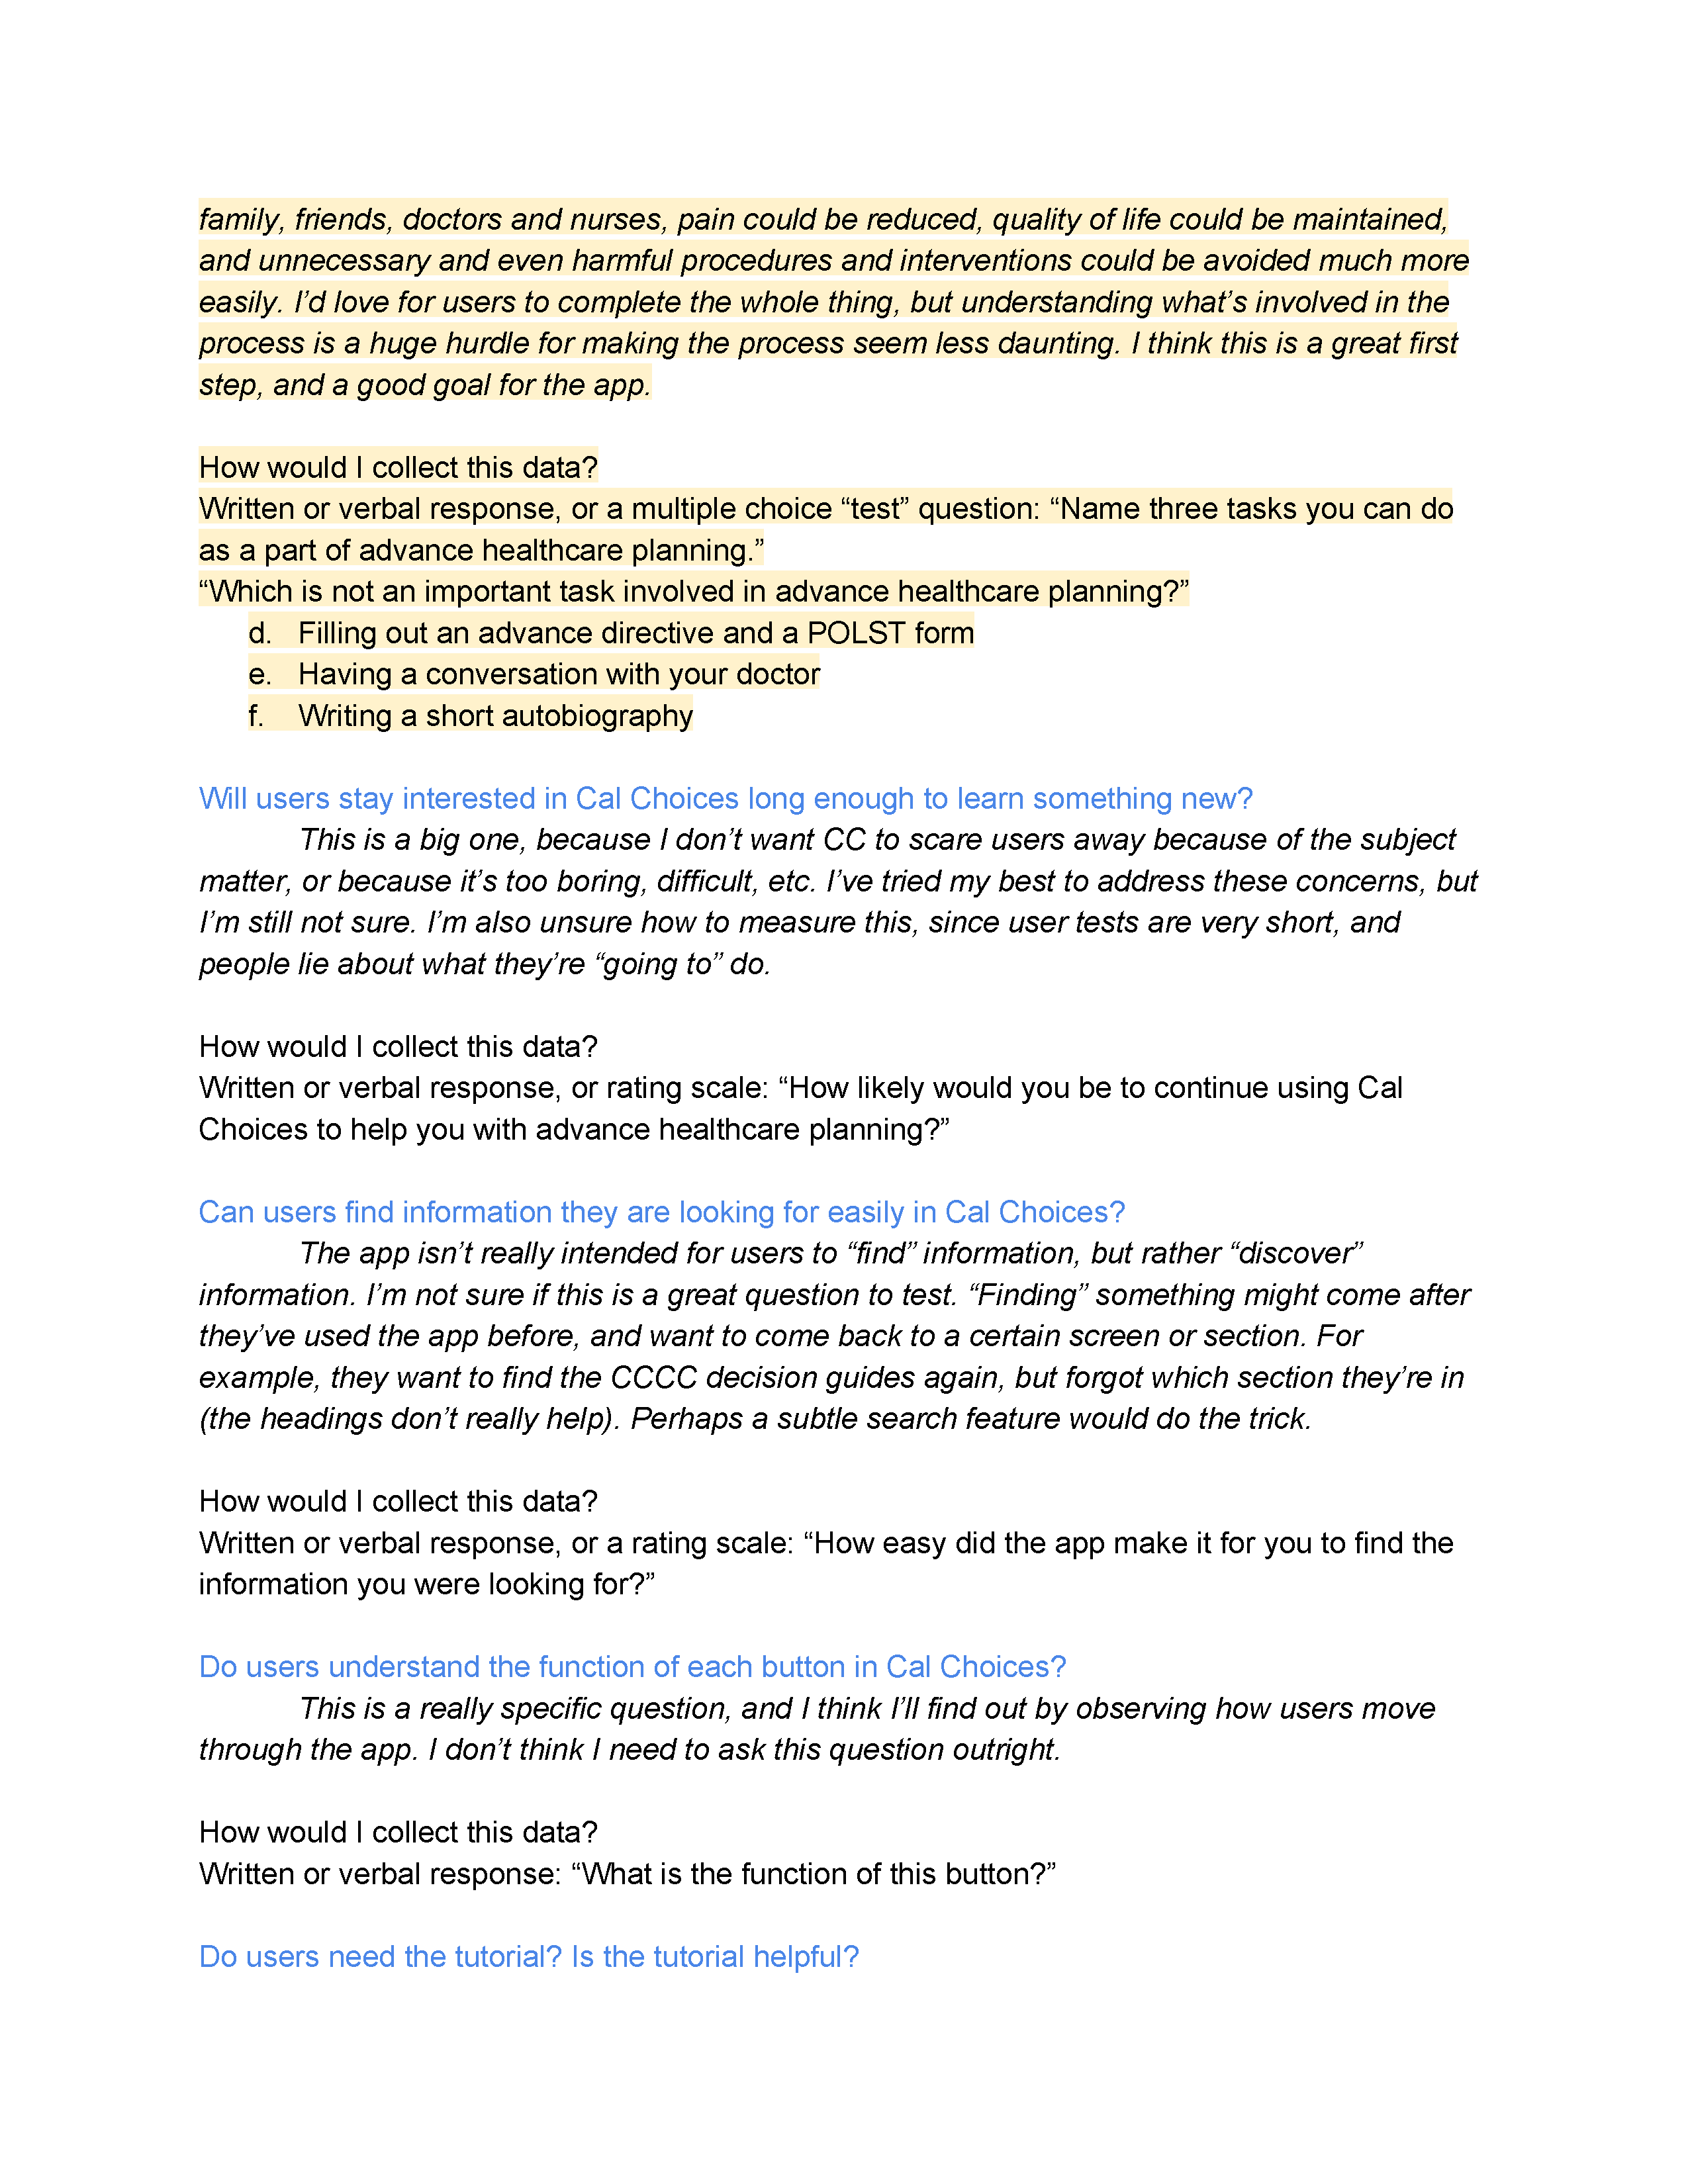 family, friends, doctors and nurses, pain could be reduced, quality of life could be maintained,
and unnecessary and even harmful procedures and interventions could be avoided much more
easily. I’d love for users to complete the whole thing, but understanding what’s involved in the
process is a huge hurdle for making the process seem less daunting. I think this is a great first
step, and a good goal for the app.
How would I collect this data?
Written or verbal response, or a multiple choice “test” question: “Name three tasks you can do
as a part of advance healthcare planning.”
“Which is not an important task involved in advance healthcare planning?”
d. Filling out an advance directive and a POLST form
e. Having a conversation with your doctor
f. Writing a short autobiography
Will users stay interested in Cal Choices long enough to learn something new?
This is a big one, because I don’t want CC to scare users away because of the subject
matter, or because it’s too boring, difficult, etc. I’ve tried my best to address these concerns, but
I’m still not sure. I’m also unsure how to measure this, since user tests are very short, and
people lie about what they’re “going to” do.
How would I collect this data?
Written or verbal response, or rating scale: “How likely would you be to continue using Cal
Choices to help you with advance healthcare planning?”
Can users find information they are looking for easily in Cal Choices?
The app isn’t really intended for users to “find” information, but rather “discover”
information. I’m not sure if this is a great question to test. “Finding” something might come after
they’ve used the app before, and want to come back to a certain screen or section. For
example, they want to find the CCCC decision guides again, but forgot which section they’re in
(the headings don’t really help). Perhaps a subtle search feature would do the trick.
How would I collect this data?
Written or verbal response, or a rating scale: “How easy did the app make it for you to find the
information you were looking for?”
Do users understand the function of each button in Cal Choices?
This is a really specific question, and I think I’ll find out by observing how users move
through the app. I don’t think I need to ask this question outright.
How would I collect this data?
Written or verbal response: “What is the function of this button?”
Do users need the tutorial? Is the tutorial helpful?